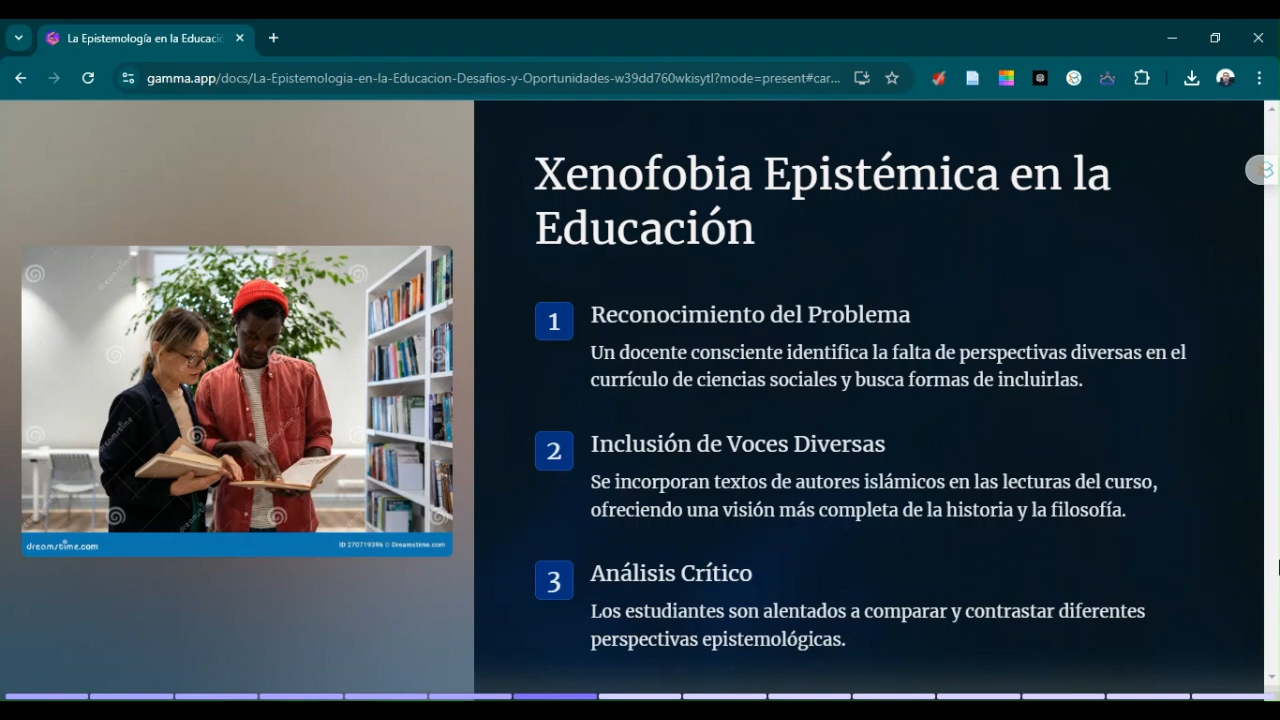 La Epistemología en la Educació
gamma.app/docs/La-Epistemologia-en-la-Educacion-Desafios-y-Oportunidades-w39dd760wkisytl?mode=present#car...
Xenofobia Epistémica en la
Educación
1
Reconocimiento del Problema
Un docente consciente identifica la falta de perspectivas diversas en el
currículo de ciencias sociales y busca formas de incluirlas.
2
Inclusión de Voces Diversas
Se incorporan textos de autores islámicos en las lecturas del curso,
ofreciendo una visión más completa de la historia y la filosofía.
3
Análisis Crítico
Los estudiantes son alentados a comparar y contrastar diferentes
perspectivas epistemológicas.
dreamstime.com
ID 270719396 © Dreamstime.com